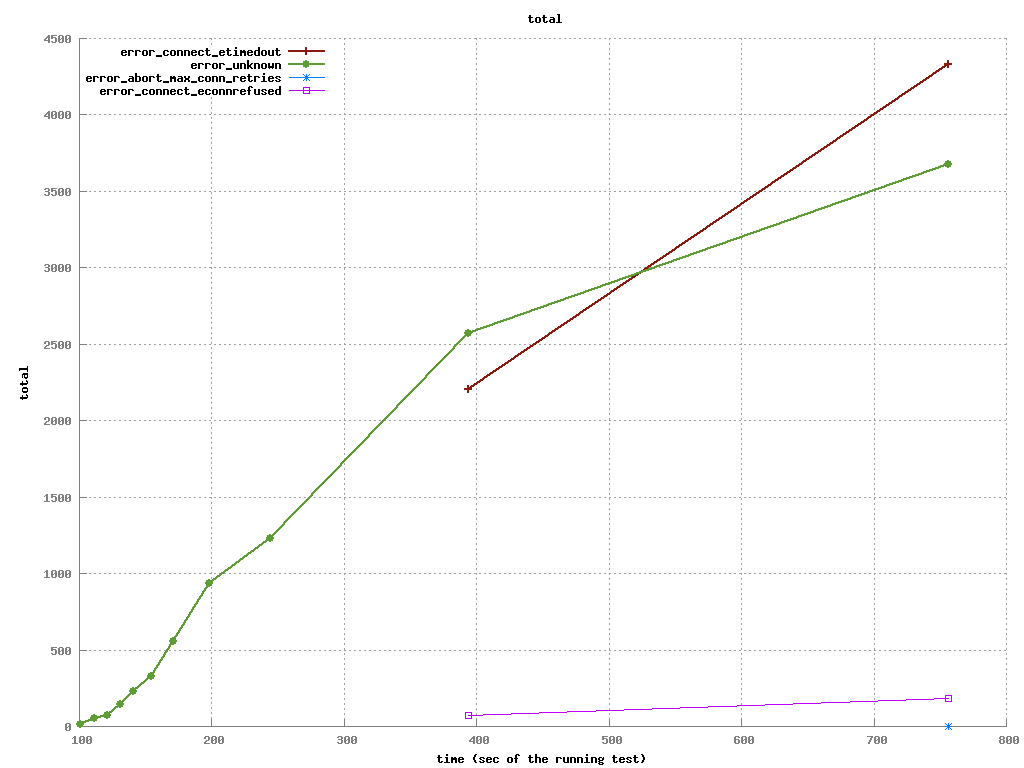 total
error_connect_etimedout
error_unknown
error_abort_max_conn_retries
error_connect_econnrefused
4500
4000
3500
3000
2500
2000
1500
1000
500
0
total
100 200 300 400 500 600 700 800
time (sec of the running test)